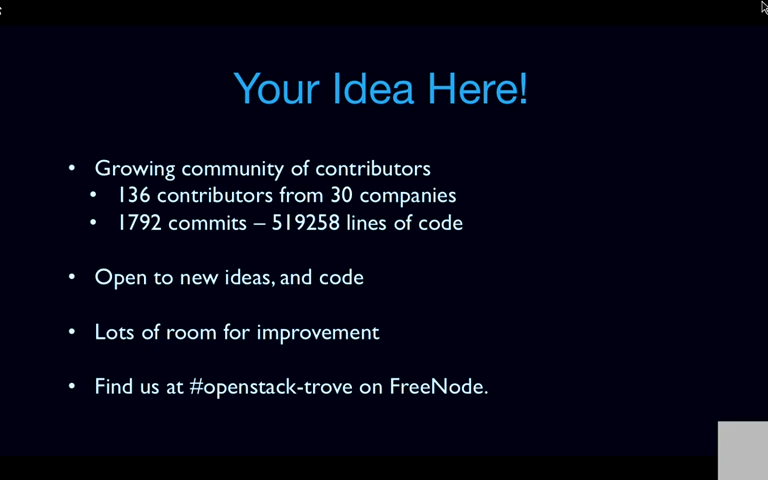 Your Idea Here!
• Growing community of contributors
• 136 contributors from 30 companies
• 1792 commits – 519258 lines of code
• Open to new ideas, and code
• Lots of room for improvement
• Find us at #openstack-trove on FreeNode.